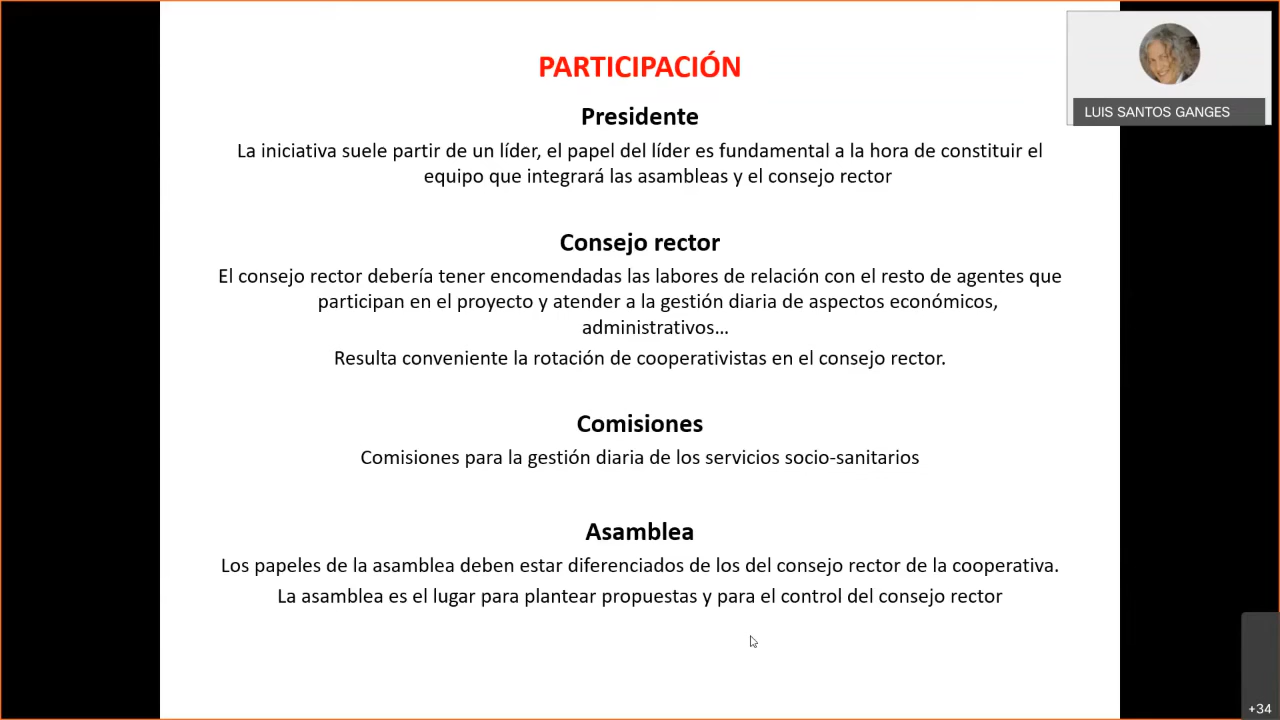 PARTICIPACIÓN
LUIS SANTOS GANGES
Presidente
La iniciativa suele partir de un líder, el papel del líder es fundamental a la hora de constituir el
equipo que integrará las asambleas y el consejo rector
Consejo rector
El consejo rector debería tener encomendadas las labores de relación con el resto de agentes que
participan en el proyecto y atender a la gestión diaria de aspectos económicos,
administrativos…
Resulta conveniente la rotación de cooperativistas en el consejo rector.
Comisiones
Comisiones para la gestión diaria de los servicios socio-sanitarios
Asamblea
Los papeles de la asamblea deben estar diferenciados de los del consejo rector de la cooperativa.
La asamblea es el lugar para plantear propuestas y para el control del consejo rector
+34